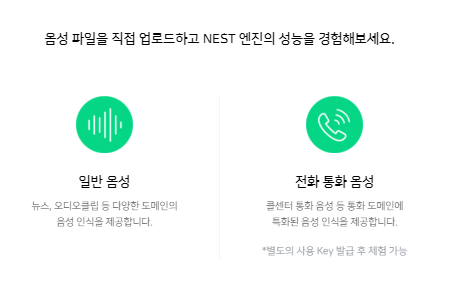 음성 파일을 직접 업로드하고 NEST 엔진의 성능을 경험해보세요.
일반 음성
뉴스, 오디오클립 등 다양한 도메인의
음성 인식을 제공합니다.
전화 통화 음성
콜센터 통화 음성 등 통화 도메인에
특화된 음성 인식을 제공합니다.
*별도의 사용 Key 발급 후 체험 가능